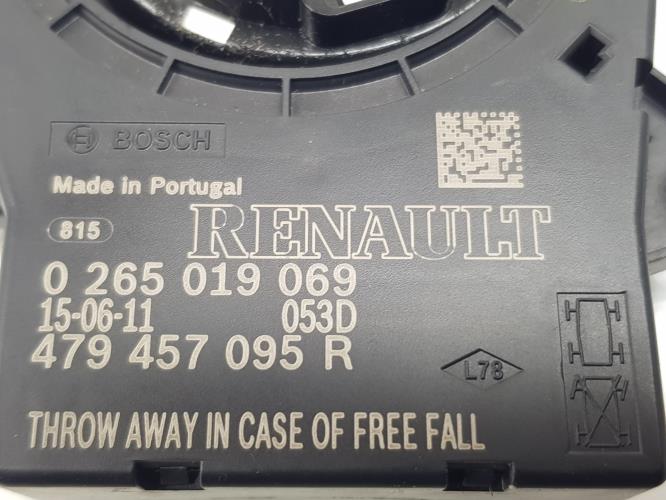 BOSCH
Made in Portugal
815 RENAULT
0 265 019 069
15-06-11 053D
479 457 095 R
L78
THROW AWAY IN CASE OF FREE FALL